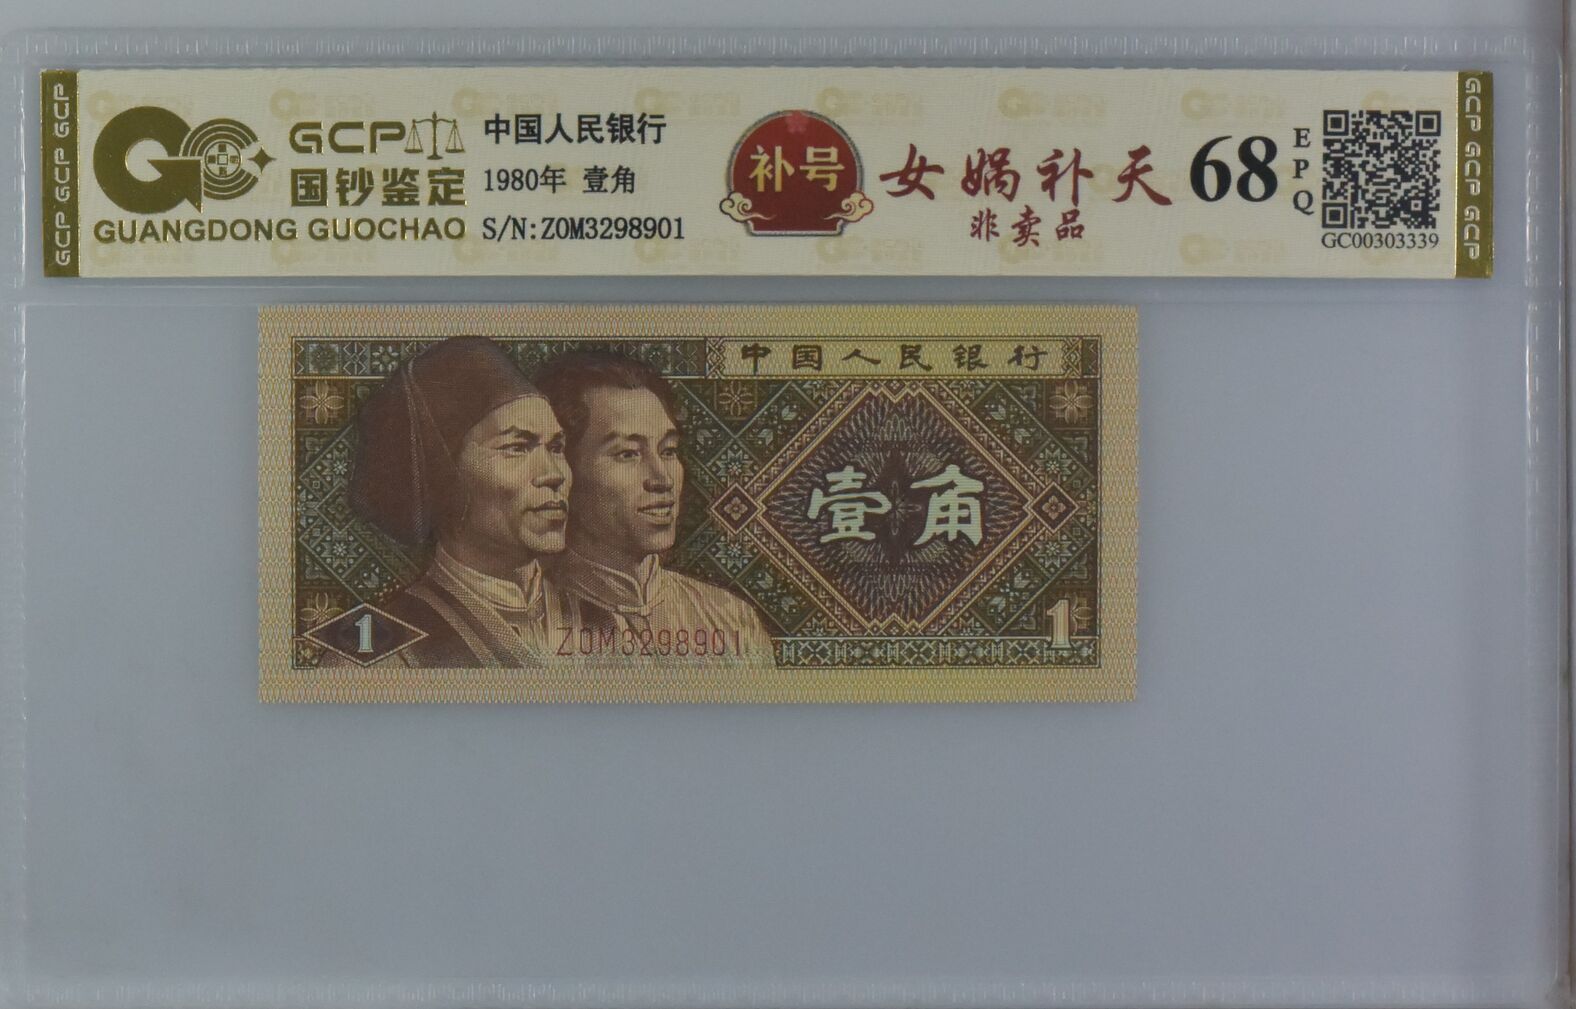 GCP GCP GCP
GCP
国钞鉴定
GUANGDONG GUOCHAO
中国人民银行
1980年 壹角
S/N:Z0M3298901
补号
女娲补天
非卖品
68
EPQ
GC00303339
GCP GCP GCP
中国人民银行
壹角
1
Z0M3298901
1